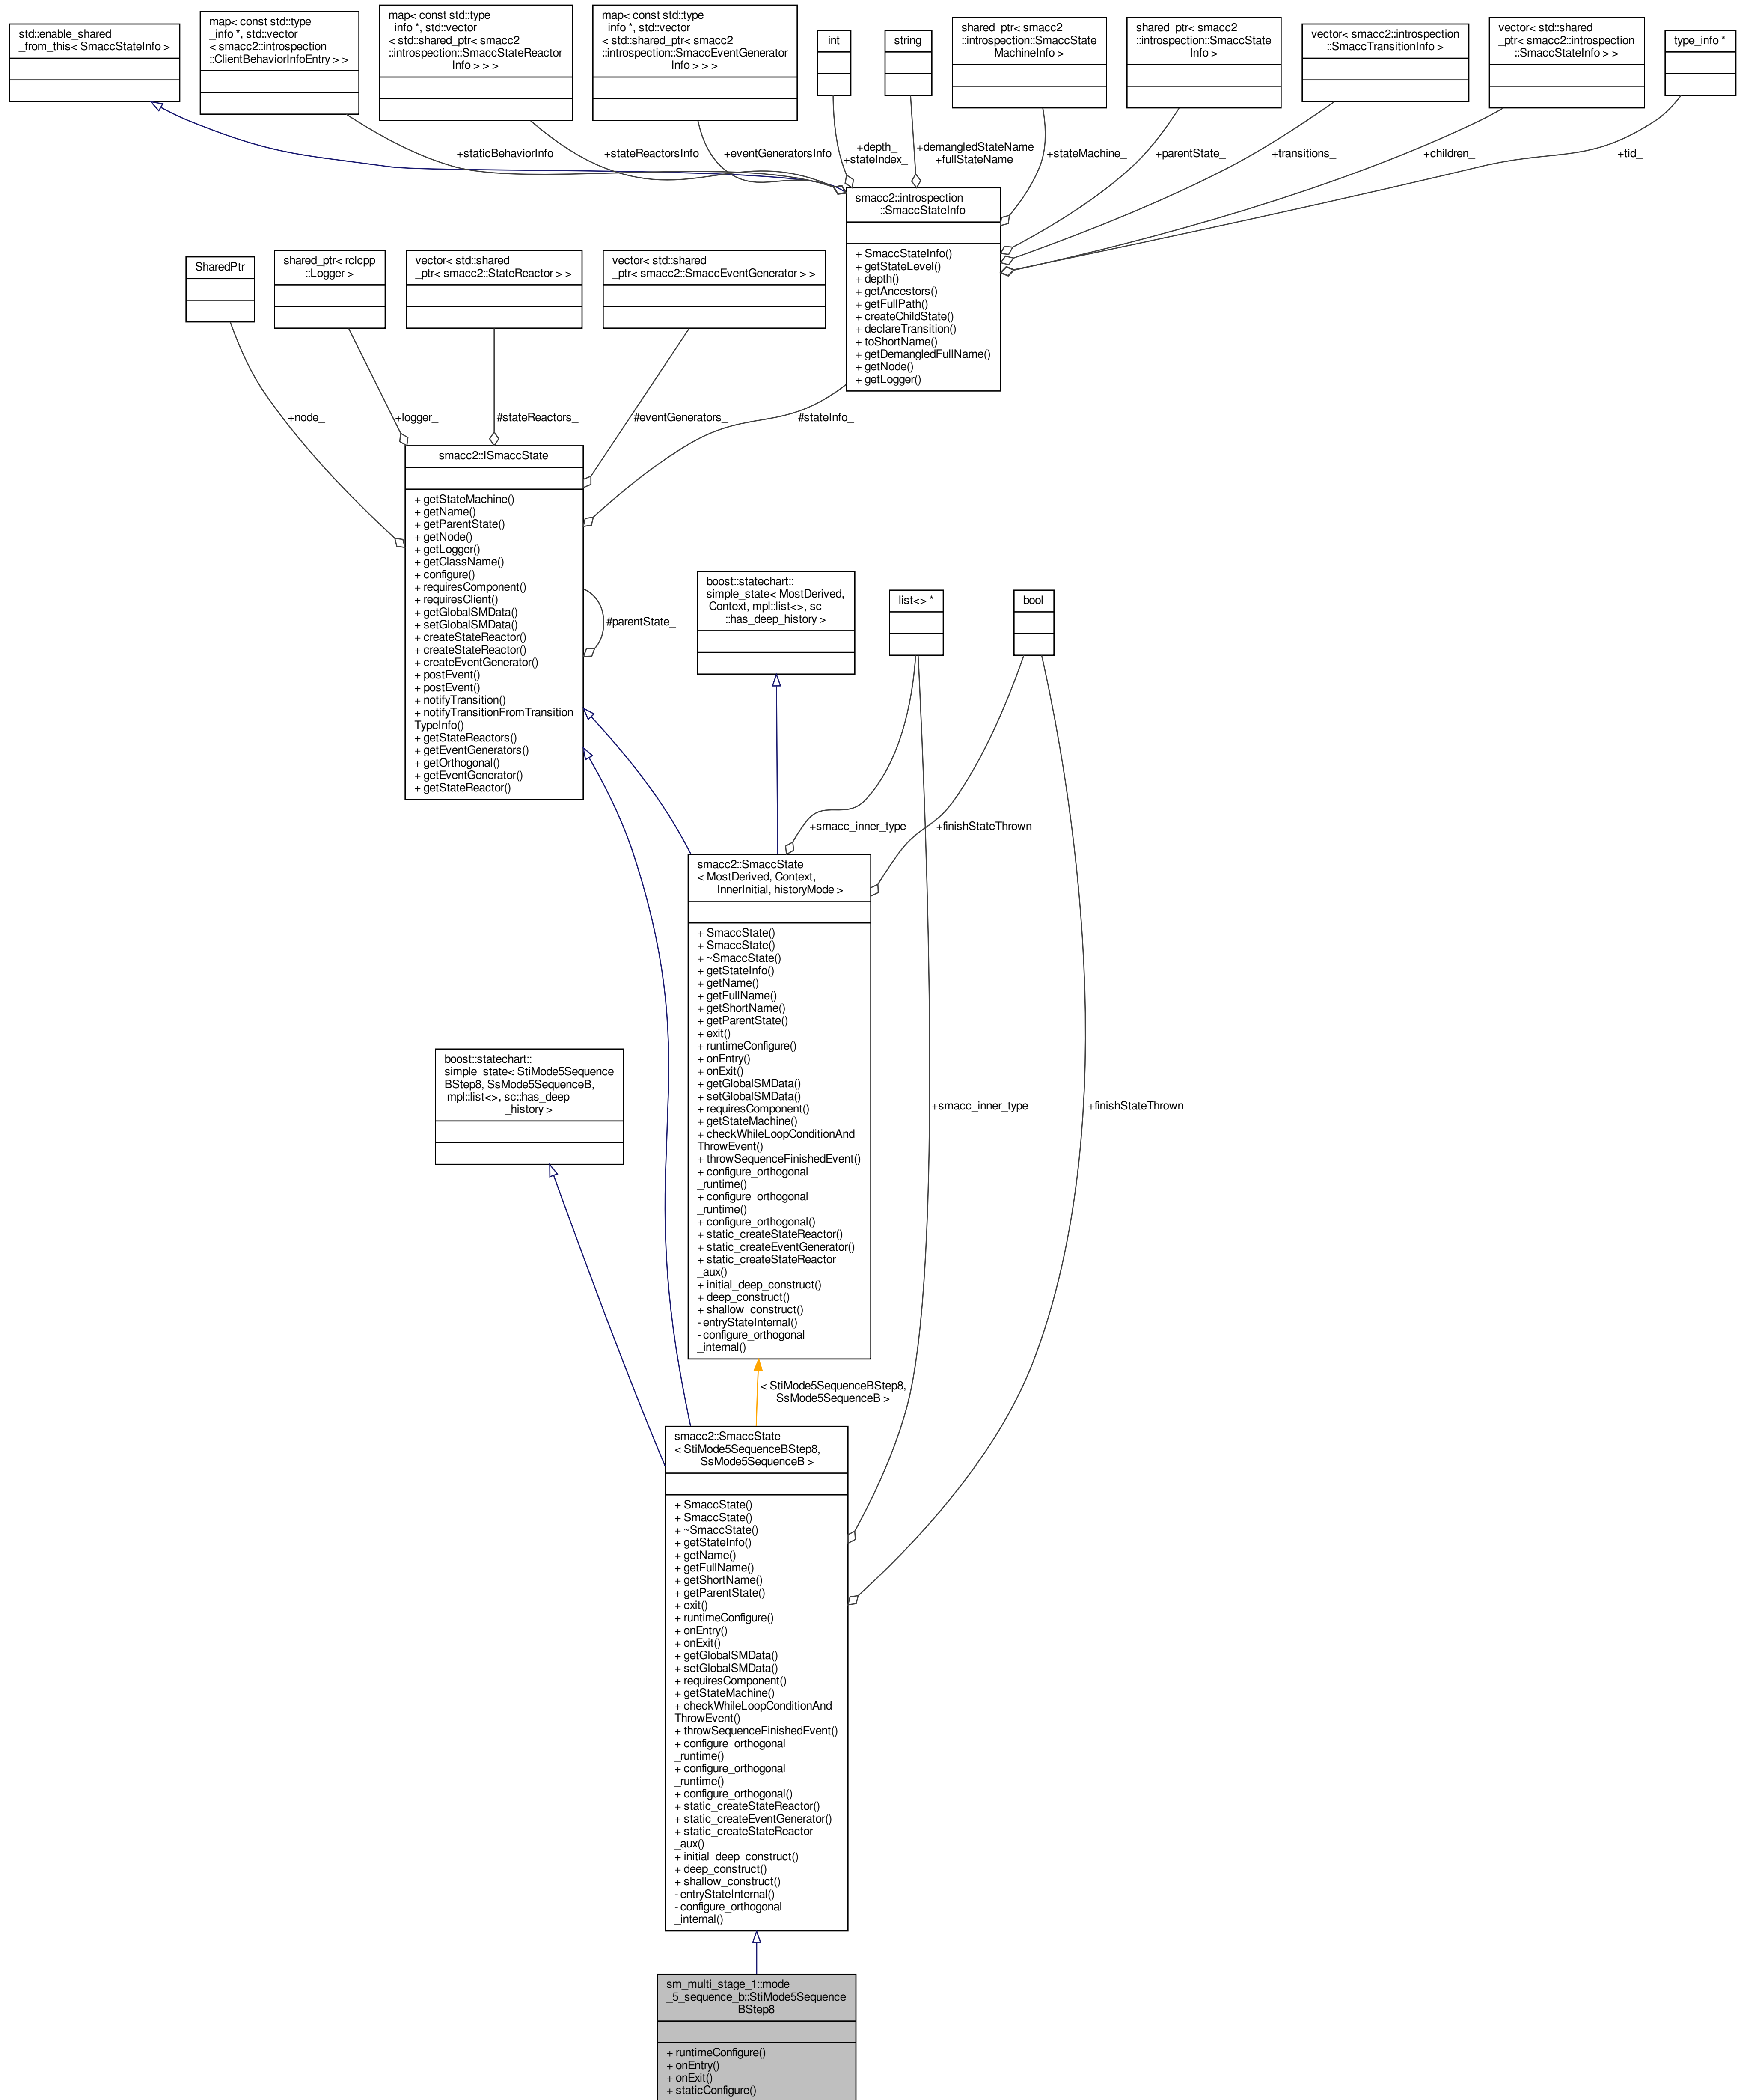 std::enable_shared
_from_this< SmaccStateInfo >
map< const std::type
_info *, std::vector
< smacc2::introspection
::ClientBehaviorInfoEntry > >
map< const std::type
_info *, std::vector
< std::shared_ptr< smacc2
::introspection::SmaccStateReactor
Info > > >
map< const std::type
_info *, std::vector
< std::shared_ptr< smacc2
::introspection::SmaccEventGenerator
Info > > >
int
string
shared_ptr< smacc2
::introspection::SmaccState
MachineInfo >
shared_ptr< smacc2
::introspection::SmaccState
Info >
vector< smacc2::introspection
::SmaccTransitionInfo >
vector< std::shared
_ptr< smacc2::introspection
::SmaccStateInfo > >
type_info *
+staticBehaviorInfo
+stateReactorsInfo
+eventGeneratorsInfo
+depth_
+stateIndex_
+demangledStateName
+fullStateName
+stateMachine_
+parentState_
+transitions_
+children_
+tid_
smacc2::introspection
::SmaccStateInfo
+ SmaccStateInfo()
+ getStateLevel()
+ depth()
+ getAncestors()
+ getFullPath()
+ createChildState()
+ declareTransition()
+ toShortName()
+ getDemangledFullName()
+ getNode()
+ getLogger()
SharedPtr
shared_ptr< rclcpp
::Logger >
vector< std::shared
_ptr< smacc2::StateReactor > >
vector< std::shared
_ptr< smacc2::SmaccEventGenerator > >
+node_
+logger_
#stateReactors_
#eventGenerators_
#stateInfo_
smacc2::ISmaccState
+ getStateMachine()
+ getName()
+ getParentState()
+ getNode()
+ getLogger()
+ getClassName()
+ configure()
+ requiresComponent()
+ requiresClient()
+ getGlobalSMData()
+ setGlobalSMData()
+ createStateReactor()
+ createStateReactor()
+ createEventGenerator()
+ postEvent()
+ postEvent()
+ notifyTransition()
+ notifyTransitionFromTransition
TypeInfo()
+ getStateReactors()
+ getEventGenerators()
+ getOrthogonal()
+ getEventGenerator()
+ getStateReactor()
#parentState_
boost::statechart::
simple_state< MostDerived,
Context, mpl::list<>, sc
::has_deep_history >
list<> *
bool
+smacc_inner_type
+finishStateThrown
smacc2::SmaccState
< MostDerived, Context,
InnerInitial, historyMode >
+ SmaccState()
+ SmaccState()
+ ~SmaccState()
+ getStateInfo()
+ getName()
+ getFullName()
+ getShortName()
+ getParentState()
+ exit()
+ runtimeConfigure()
+ onEntry()
+ onExit()
+ getGlobalSMData()
+ setGlobalSMData()
+ requiresComponent()
+ getStateMachine()
+ checkWhileLoopConditionAnd
ThrowEvent()
+ throwSequenceFinishedEvent()
+ configure_orthogonal
_runtime()
+ configure_orthogonal
_runtime()
+ configure_orthogonal()
+ static_createStateReactor()
+ static_createEventGenerator()
+ static_createStateReactor
_aux()
+ initial_deep_construct()
+ deep_construct()
+ shallow_construct()
- entryStateInternal()
- configure_orthogonal
_internal()
boost::statechart::
simple_state< StiMode5Sequence
BStep8, SsMode5SequenceB,
mpl::list<>, sc::has_deep
_history >
+smacc_inner_type
+finishStateThrown
< StiMode5SequenceBStep8,
SsMode5SequenceB >
smacc2::SmaccState
< StiMode5SequenceBStep8,
SsMode5SequenceB >
+ SmaccState()
+ SmaccState()
+ ~SmaccState()
+ getStateInfo()
+ getName()
+ getFullName()
+ getShortName()
+ getParentState()
+ exit()
+ runtimeConfigure()
+ onEntry()
+ onExit()
+ getGlobalSMData()
+ setGlobalSMData()
+ requiresComponent()
+ getStateMachine()
+ checkWhileLoopConditionAnd
ThrowEvent()
+ throwSequenceFinishedEvent()
+ configure_orthogonal
_runtime()
+ configure_orthogonal
_runtime()
+ configure_orthogonal()
+ static_createStateReactor()
+ static_createEventGenerator()
+ static_createStateReactor
_aux()
+ initial_deep_construct()
+ deep_construct()
+ shallow_construct()
- entryStateInternal()
- configure_orthogonal
_internal()
sm_multi_stage_1::mode
_5_sequence_b::StiMode5Sequence
BStep8
+ runtimeConfigure()
+ onEntry()
+ onExit()
+ staticConfigure()